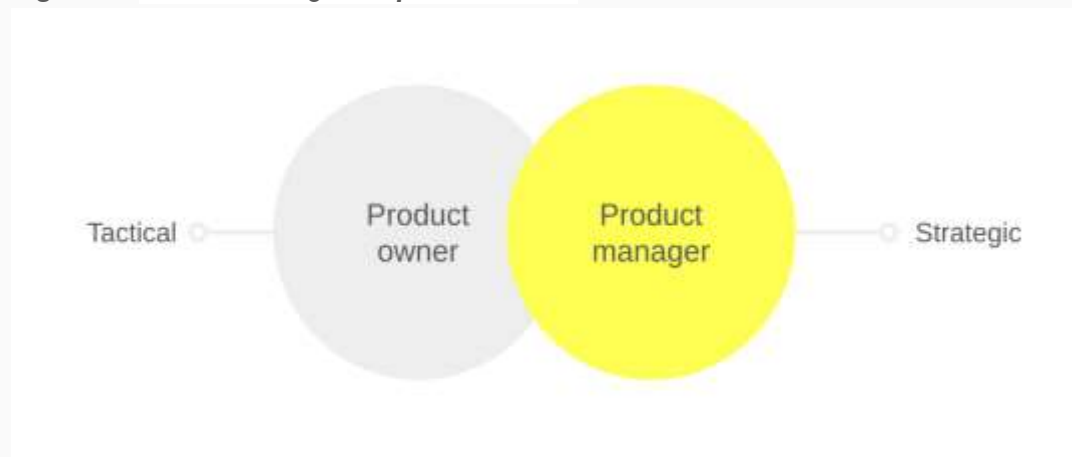 Tactical
Product
owner
Product
manager
Strategic